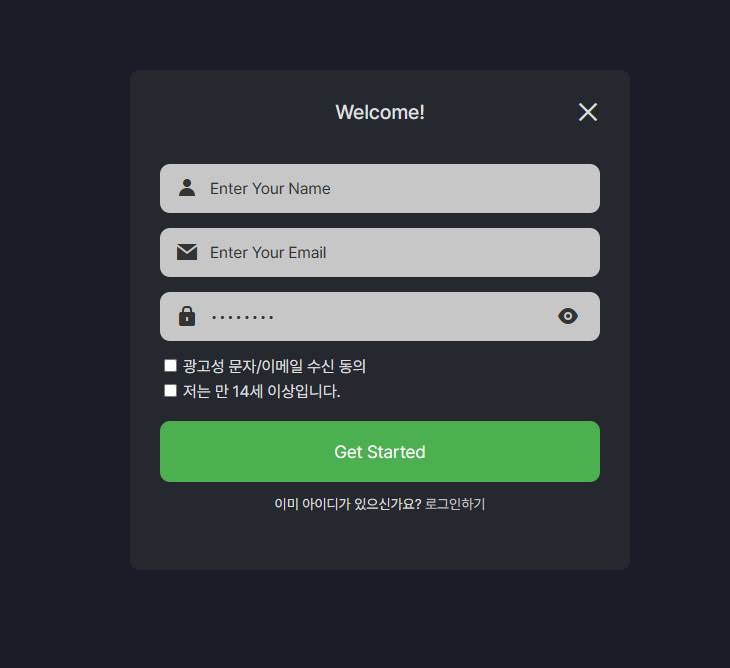 Welcome!
Enter Your Name
Enter Your Email
········
광고성 문자/이메일 수신 동의
저는 만 14세 이상입니다.
Get Started
이미 아이디가 있으신가요? 로그인하기